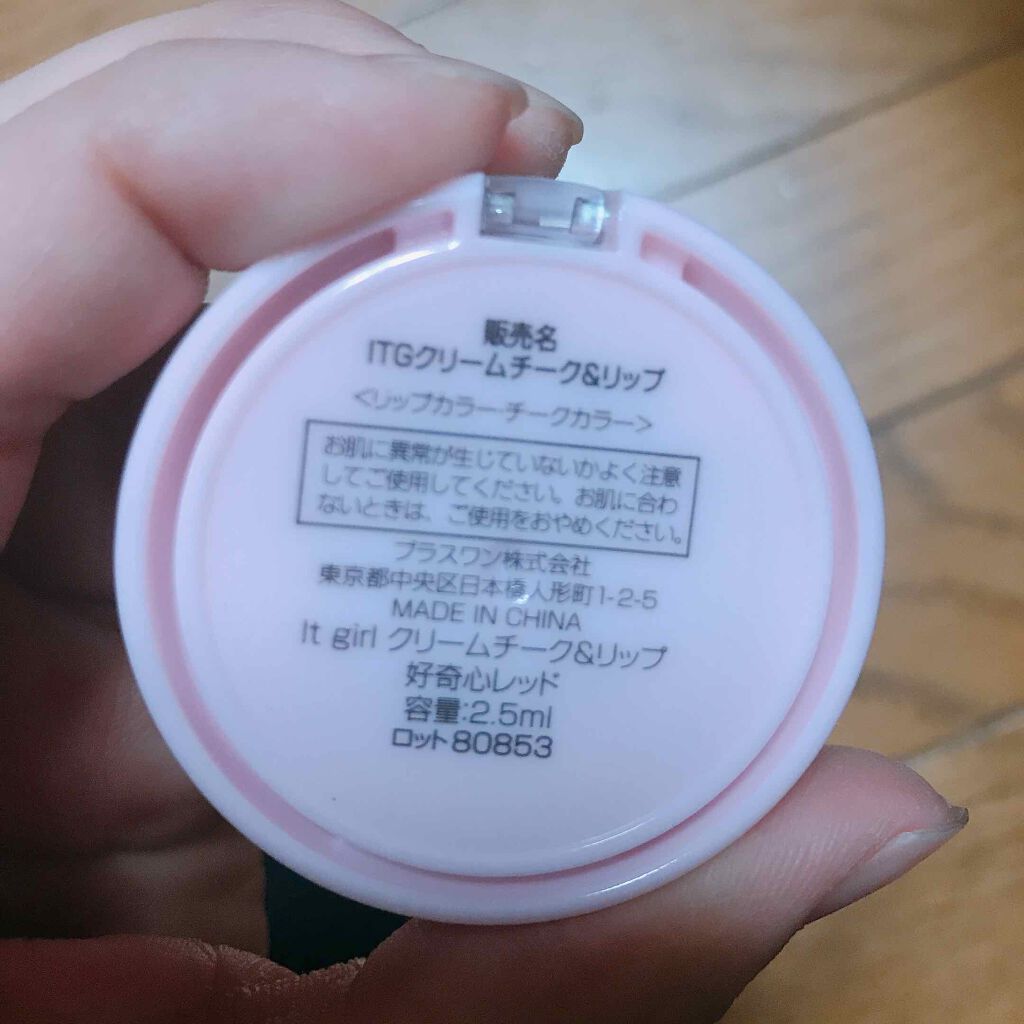 販売名
ITGクリームチーク&リップ
<リップカラー・チークカラー>
お肌に異常が生じていないかよく注意
してご使用してください。お肌に合わ
ないときは、ご使用をおやめください。
プラスワン株式会社
東京都中央区日本橋人形町1-2-5
MADE IN CHINA
It girl クリームチーク&リップ
好奇心レッド
容量:2.5ml
ロット80853